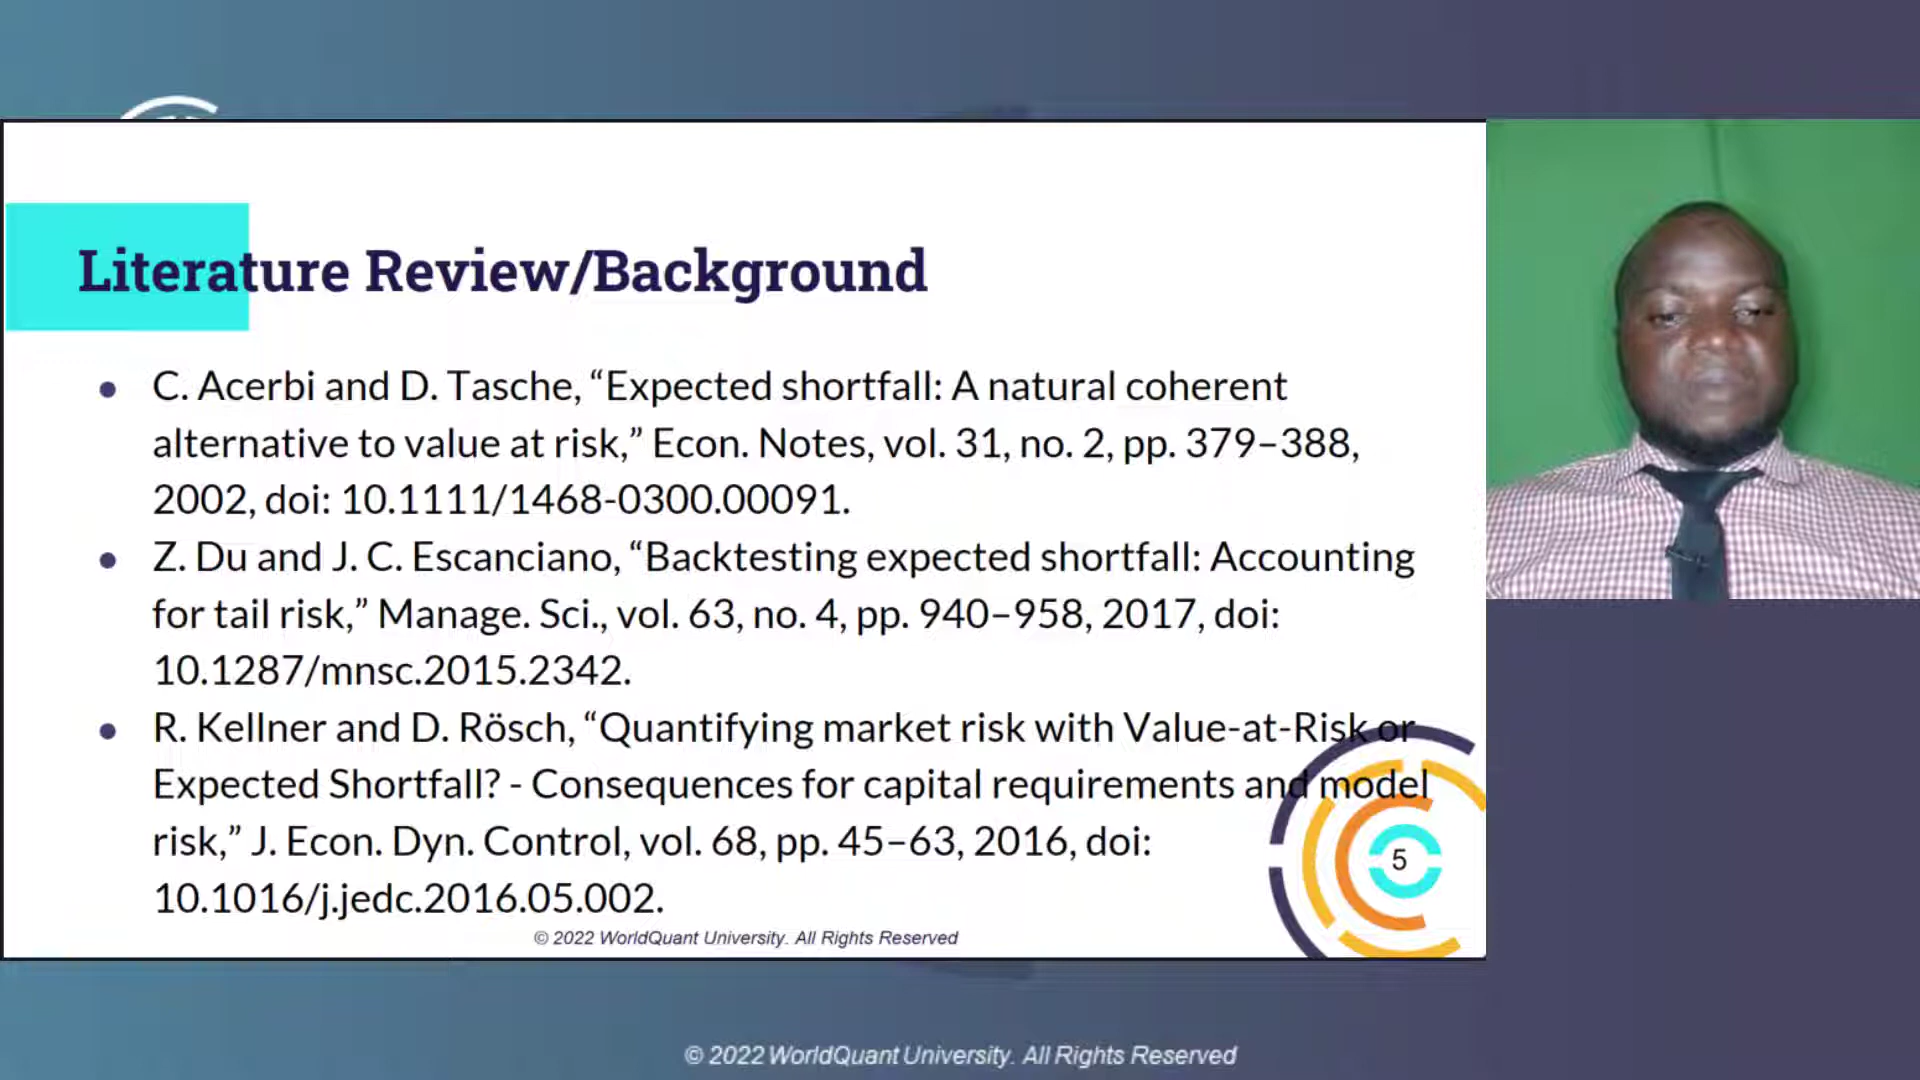 Literature Review/Background
● C. Acerbi and D. Tasche, “Expected shortfall: A natural coherent
alternative to value at risk,” Econ. Notes, vol. 31, no. 2, pp. 379–388,
2002, doi: 10.1111/1468-0300.00091.
● Z. Du and J. C. Escanciano, “Backtesting expected shortfall: Accounting
for tail risk,” Manage. Sci., vol. 63, no. 4, pp. 940–958, 2017, doi:
10.1287/mnsc.2015.2342.
● R. Kellner and D. Rösch, “Quantifying market risk with Value-at-Risk or
Expected Shortfall? - Consequences for capital requirements and model
risk,” J. Econ. Dyn. Control, vol. 68, pp. 45–63, 2016, doi:
10.1016/j.jedc.2016.05.002.
5
© 2022 WorldQuant University. All Rights Reserved
© 2022 WorldQuant University. All Rights Reserved